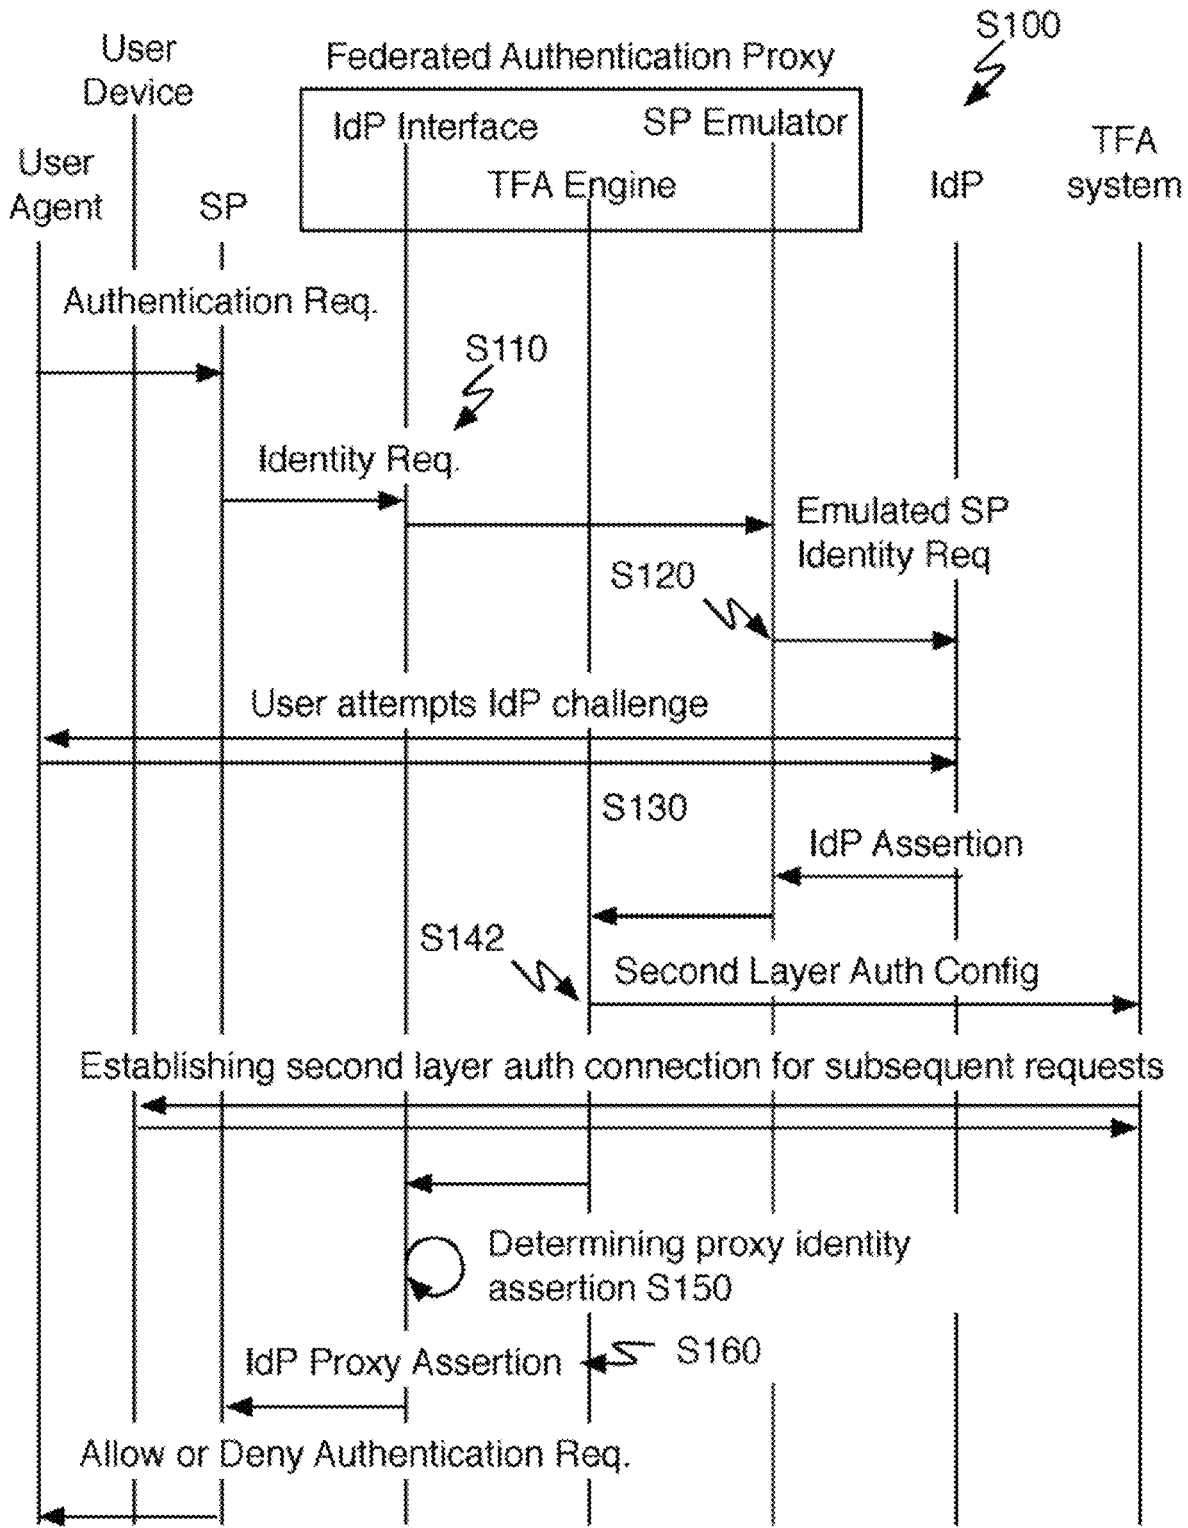 S100
User
Device
Federated Authentication Proxy
IdP Interface
SP Emulator
TFA
system
User
Agent
SP
TFA Engine
IdP
Authentication Req.
S110
Identity Req.
Emulated SP
Identity Req
S120
User attempts IdP challenge
S130
IdP Assertion
S142
Second Layer Auth Config
Establishing second layer auth connection for subsequent requests
Determining proxy identity
assertion S150
IdP Proxy Assertion
S160
Allow or Deny Authentication Req.